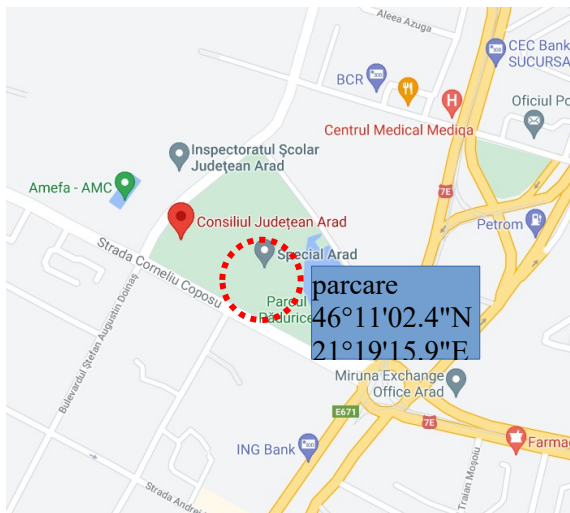 Aleea Azuga
CEC Bank
SUCURSA
BCR
Centrul Medical Mediqa
Oficiul Po
Inspectoratul Școlar
Județean Arad
Amefa - AMC
7E
Consiliul Județean Arad
Petrom
Strada Corneliu Coposu
Special Arad
parcare
46°11'02.4"N
21°19'15.9"E
Parcul
Pădurice
Bulevardul Ștefan Augustin Doinaș
Miruna Exchange
Office Arad
E671
7E
ING Bank
Farmac
Traian Moșoiu
Strada Andrei